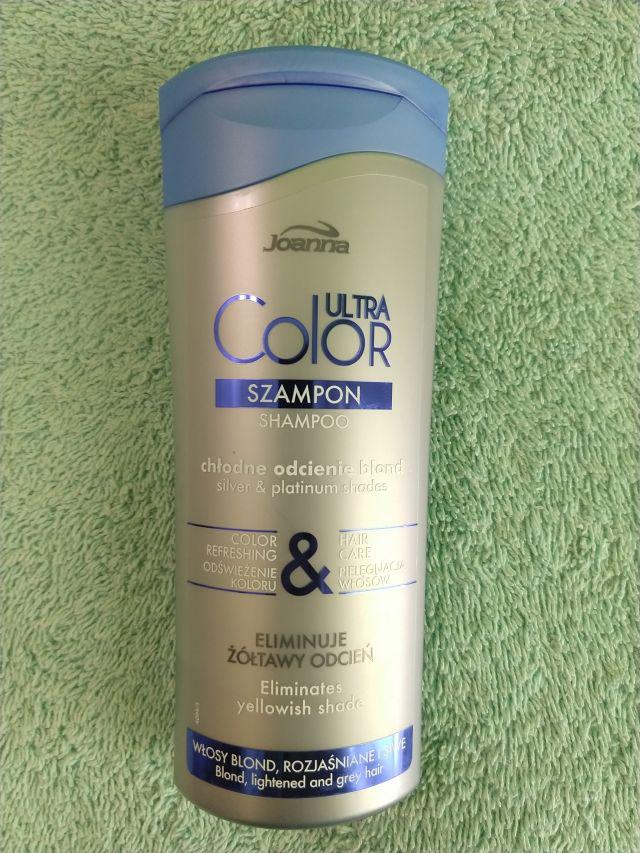 Joanna
ULTRA
COLOR
SZAMPON
SHAMPOO
chłodne odcienie blond
silver & platinum shades
COLOR
REFRESHING
ODŚWIEŻENIE
KOLORU
&
HAIR
CARE
PIELĘGNACJA
WŁOSÓW
ELIMINUJE
ŻÓŁTAWY ODCIEŃ
Eliminates
yellowish shade
WŁOSY BLOND, ROZJAŚNIANE I SIWE
Blond, lightened and grey hair